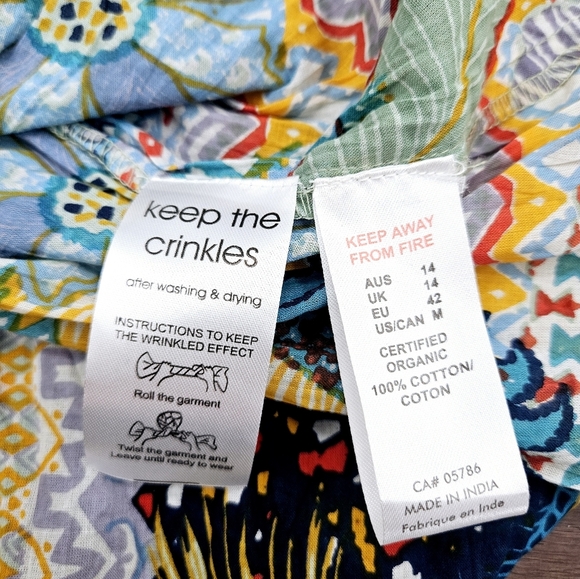 keep the
crinkles
after washing & drying
INSTRUCTIONS TO KEEP
THE WRINKLED EFFECT
Roll the garment
Twist the garment and
Leave until ready to wear
KEEP AWAY
FROM FIRE
AUS 14
UK 14
EU 42
US/CAN M
CERTIFIED
ORGANIC
100% COTTON/
COTON
CA# 05786
MADE IN INDIA
Fabrique en Inde